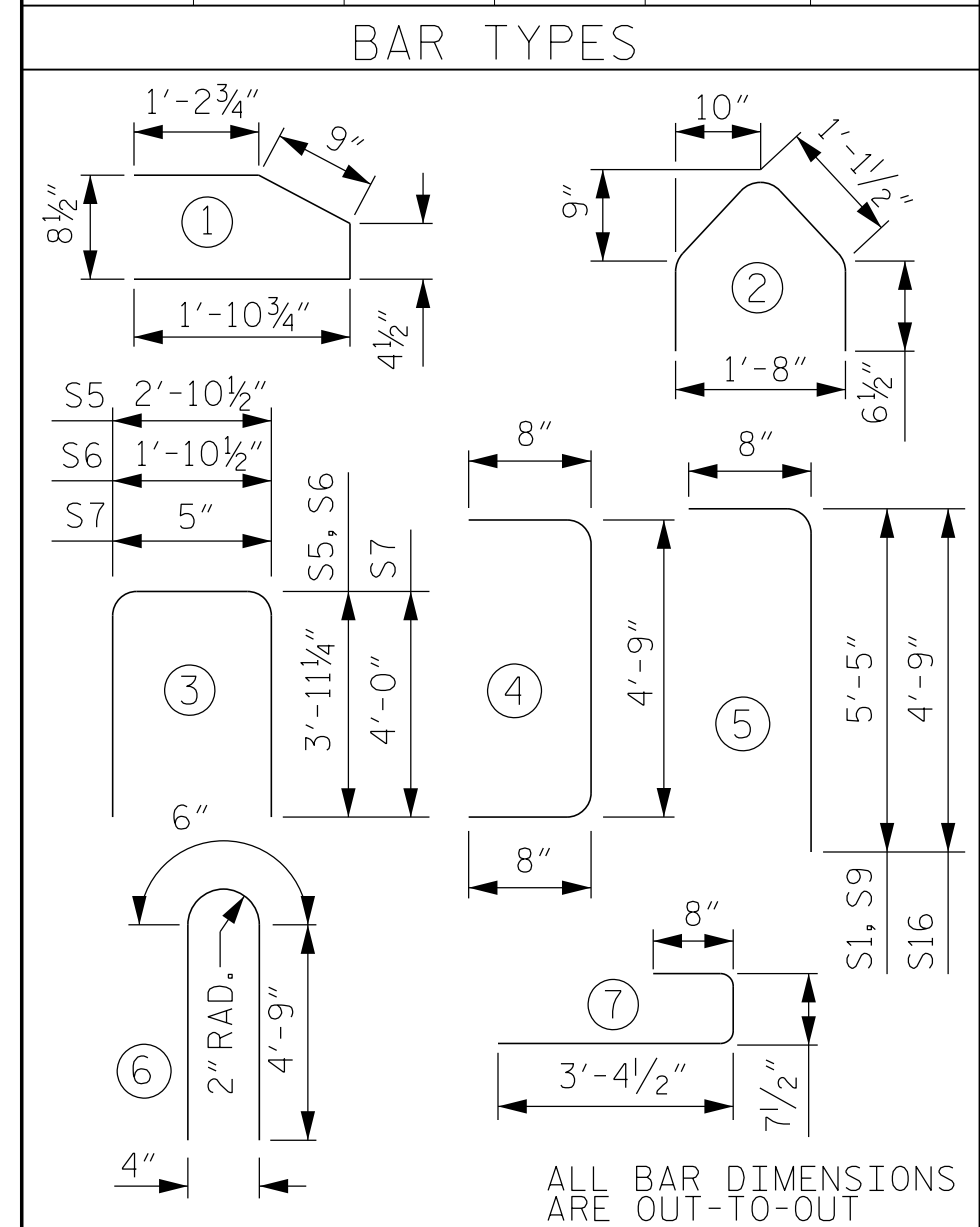 BAR TYPES
1'-2¾"
9"
8½"
1
1'-10¾"
4½"
10"
1'-1½"
9"
2
1'-8"
6½"
S5 2'-10½"
S6 1'-10½"
S7 5"
S5, S6
S7
3
3'-11¼"
4'-0"
8"
4
4'-9"
8"
8"
5
5'-5"
4'-9"
S1, S9
S16
6"
2" RAD.
4'-9"
6
4"
8"
7
3'-4½"
7½"
ALL BAR DIMENSIONS
ARE OUT-TO-OUT